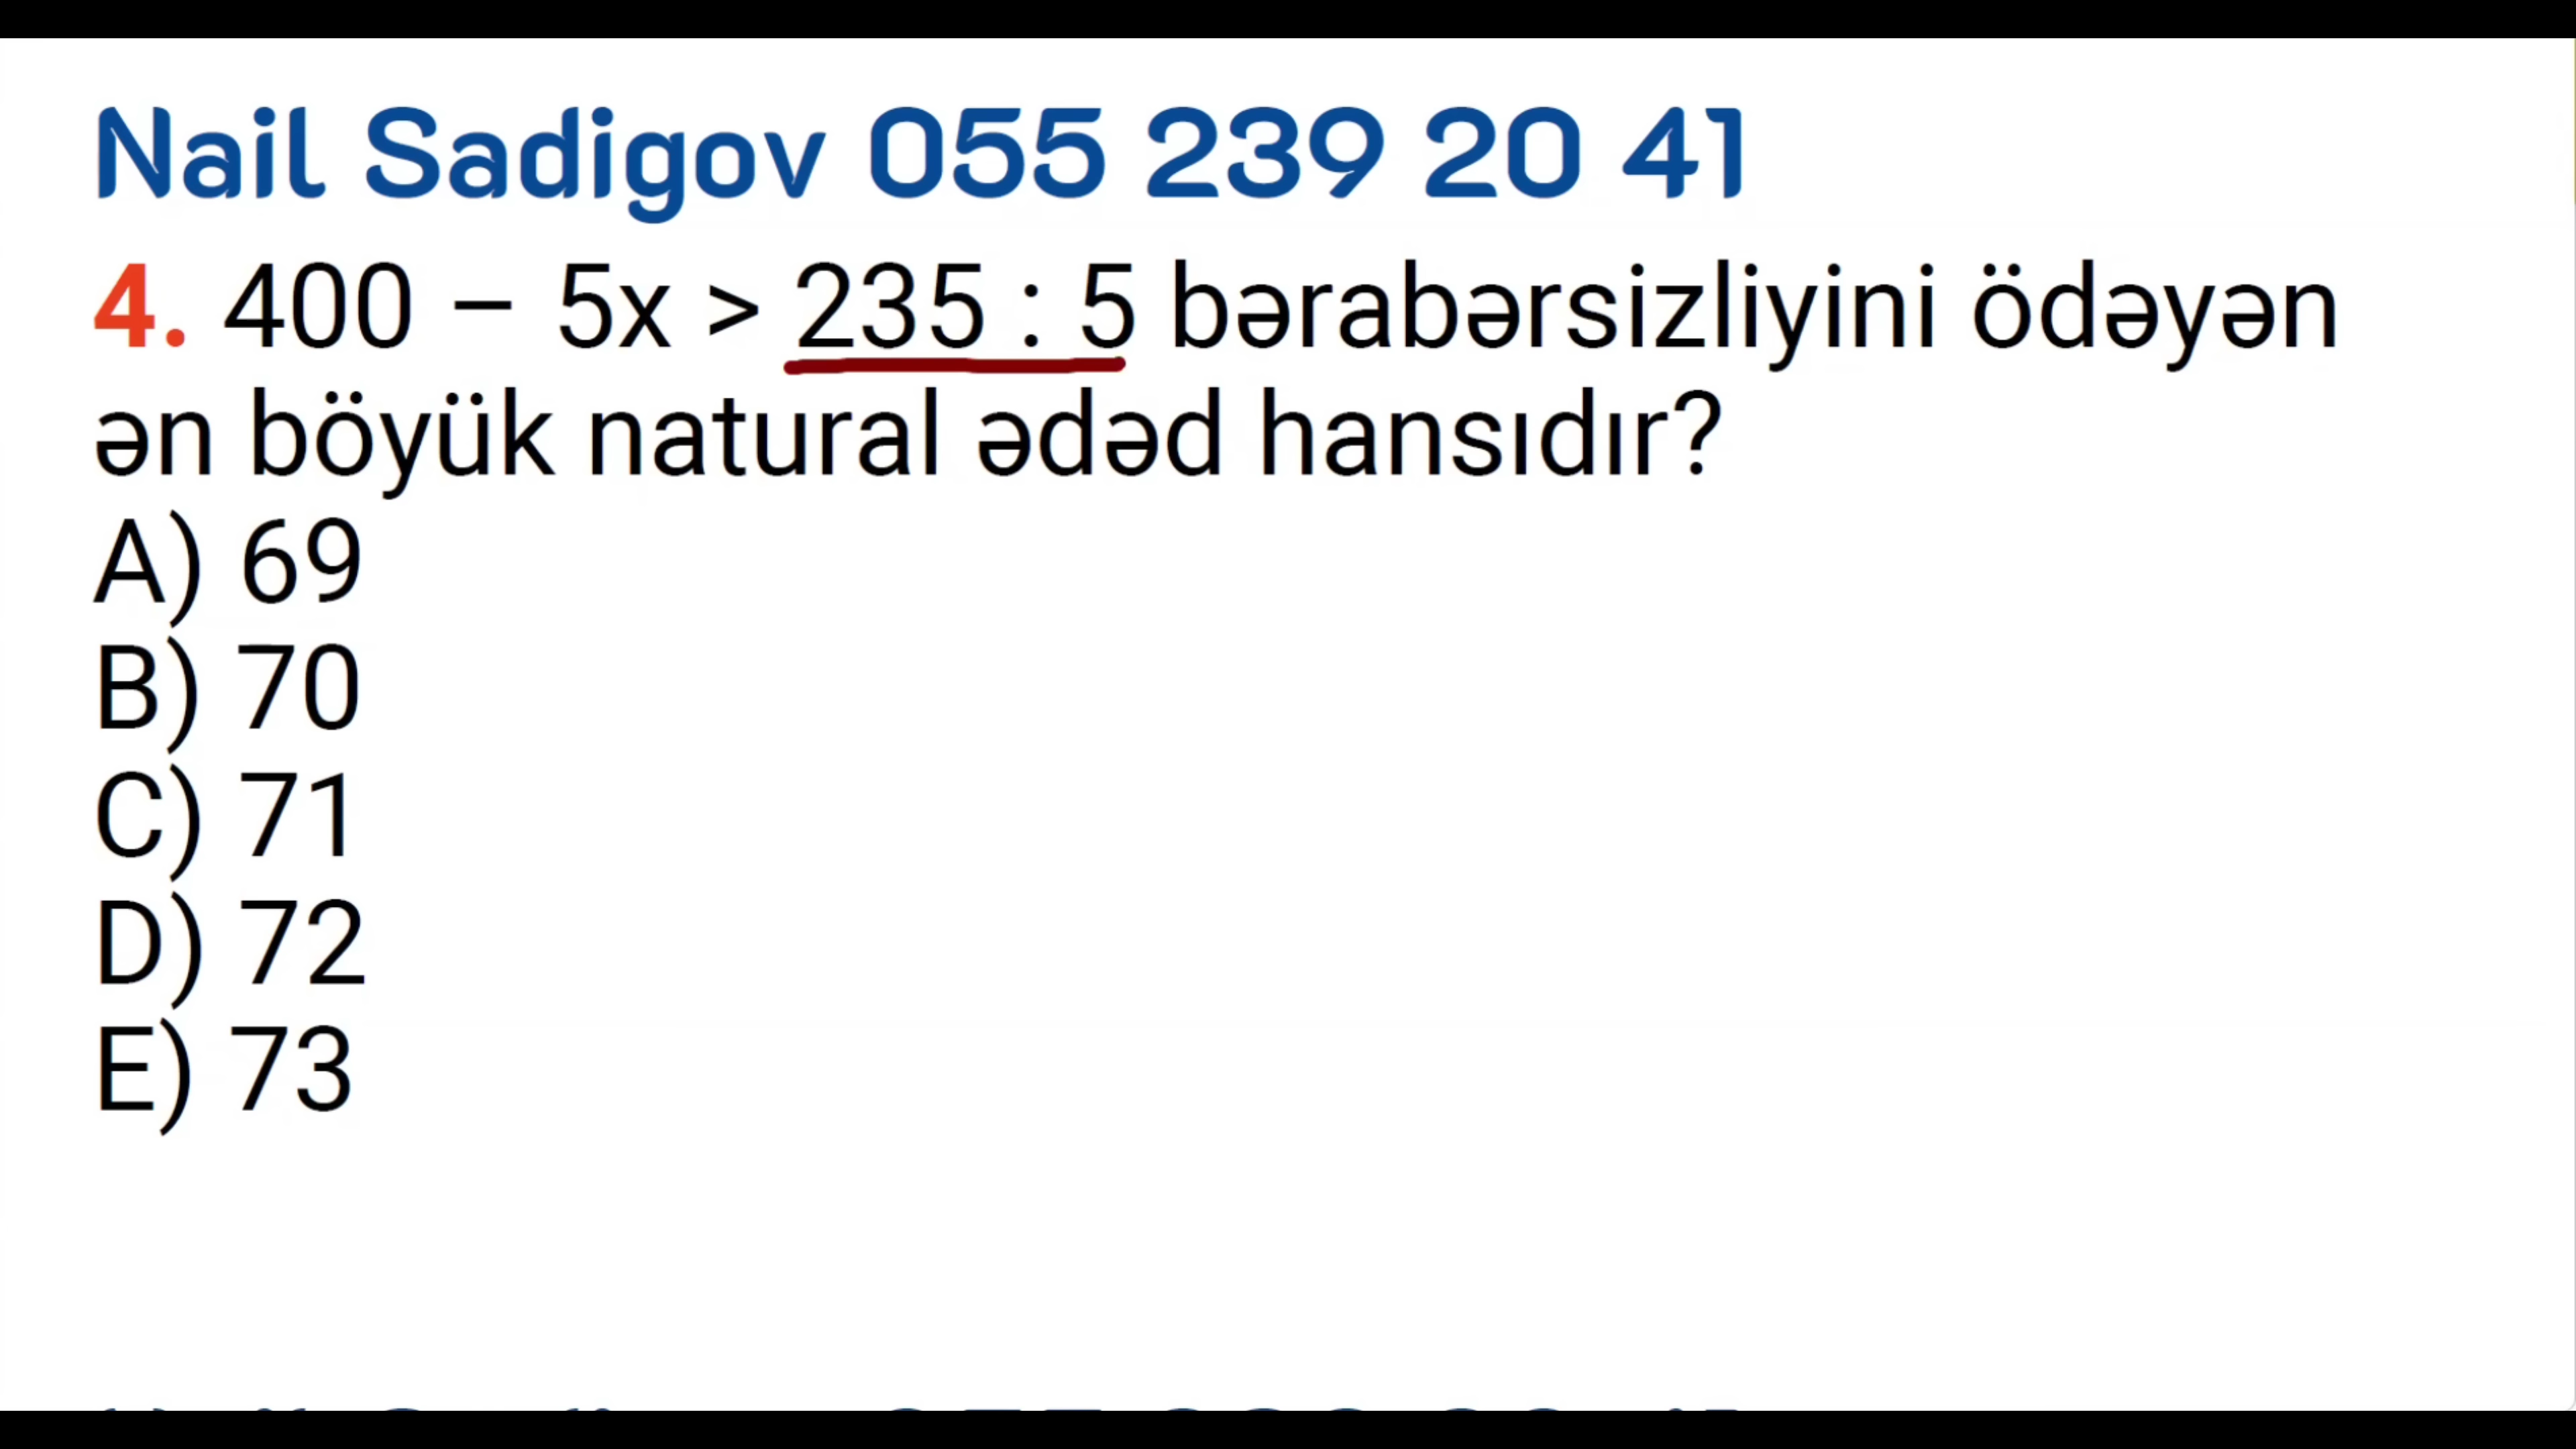 Nail Sadigov 055 239 20 41
4. 400 – 5x > 235 : 5 bərabərsizliyini ödəyən
ən böyük natural ədəd hansıdır?
A) 69
B) 70
C) 71
D) 72
E) 73